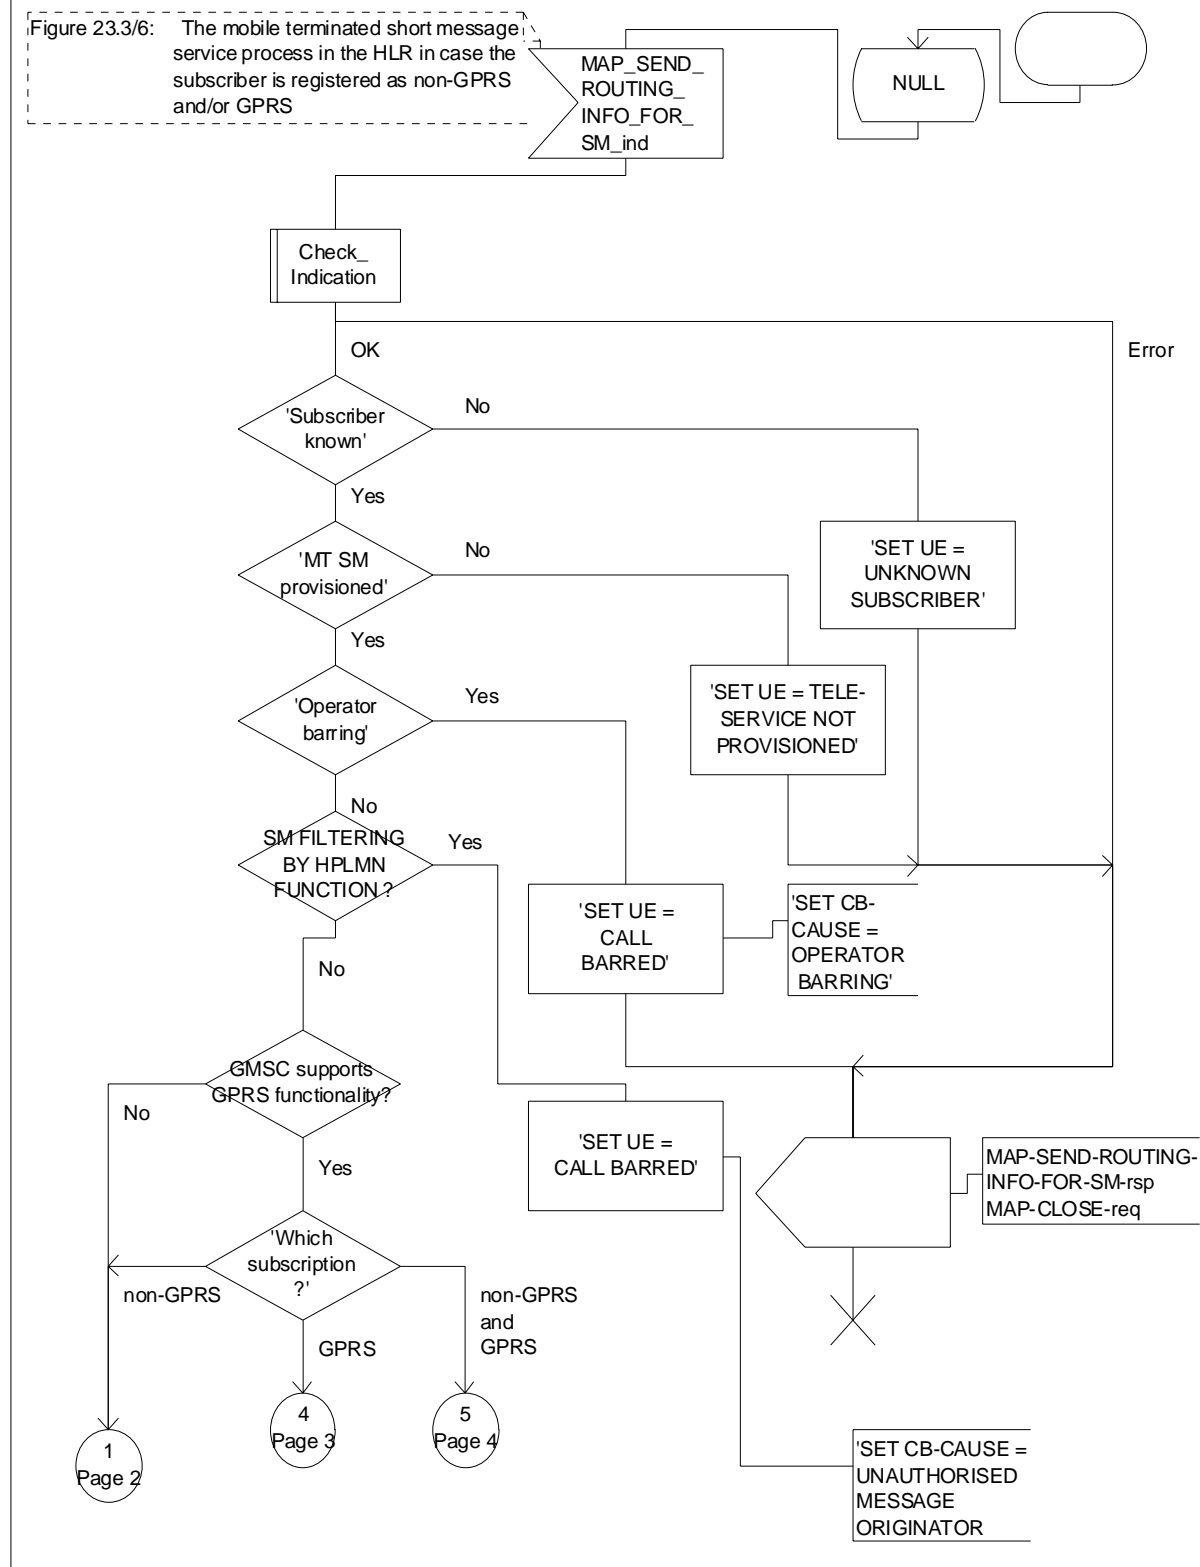 Figure 23.3/6: The mobile terminated short message
service process in the HLR in case the
subscriber is registered as non-GPRS
and/or GPRS
MAP_SEND_
ROUTING_
INFO_FOR_
SM_ind
NULL
Check_
Indication
OK
Error
'Subscriber
known'
No
Yes
'MT SM
provisioned'
No
'SET UE =
UNKNOWN
SUBSCRIBER'
Yes
'Operator
barring'
Yes
'SET UE = TELE-
SERVICE NOT
PROVISIONED'
No
SM FILTERING
BY HPLMN
FUNCTION ?
Yes
'SET UE =
CALL
BARRED'
'SET CB-
CAUSE =
OPERATOR
BARRING'
No
GMSC supports
GPRS functionality?
No
Yes
'SET UE =
CALL BARRED'
MAP-SEND-ROUTING-
INFO-FOR-SM-rsp
MAP-CLOSE-req
'Which
subscription
?'
non-GPRS
GPRS
non-GPRS
and
GPRS
1
Page 2
4
Page 3
5
Page 4
'SET CB-CAUSE =
UNAUTHORISED
MESSAGE
ORIGINATOR